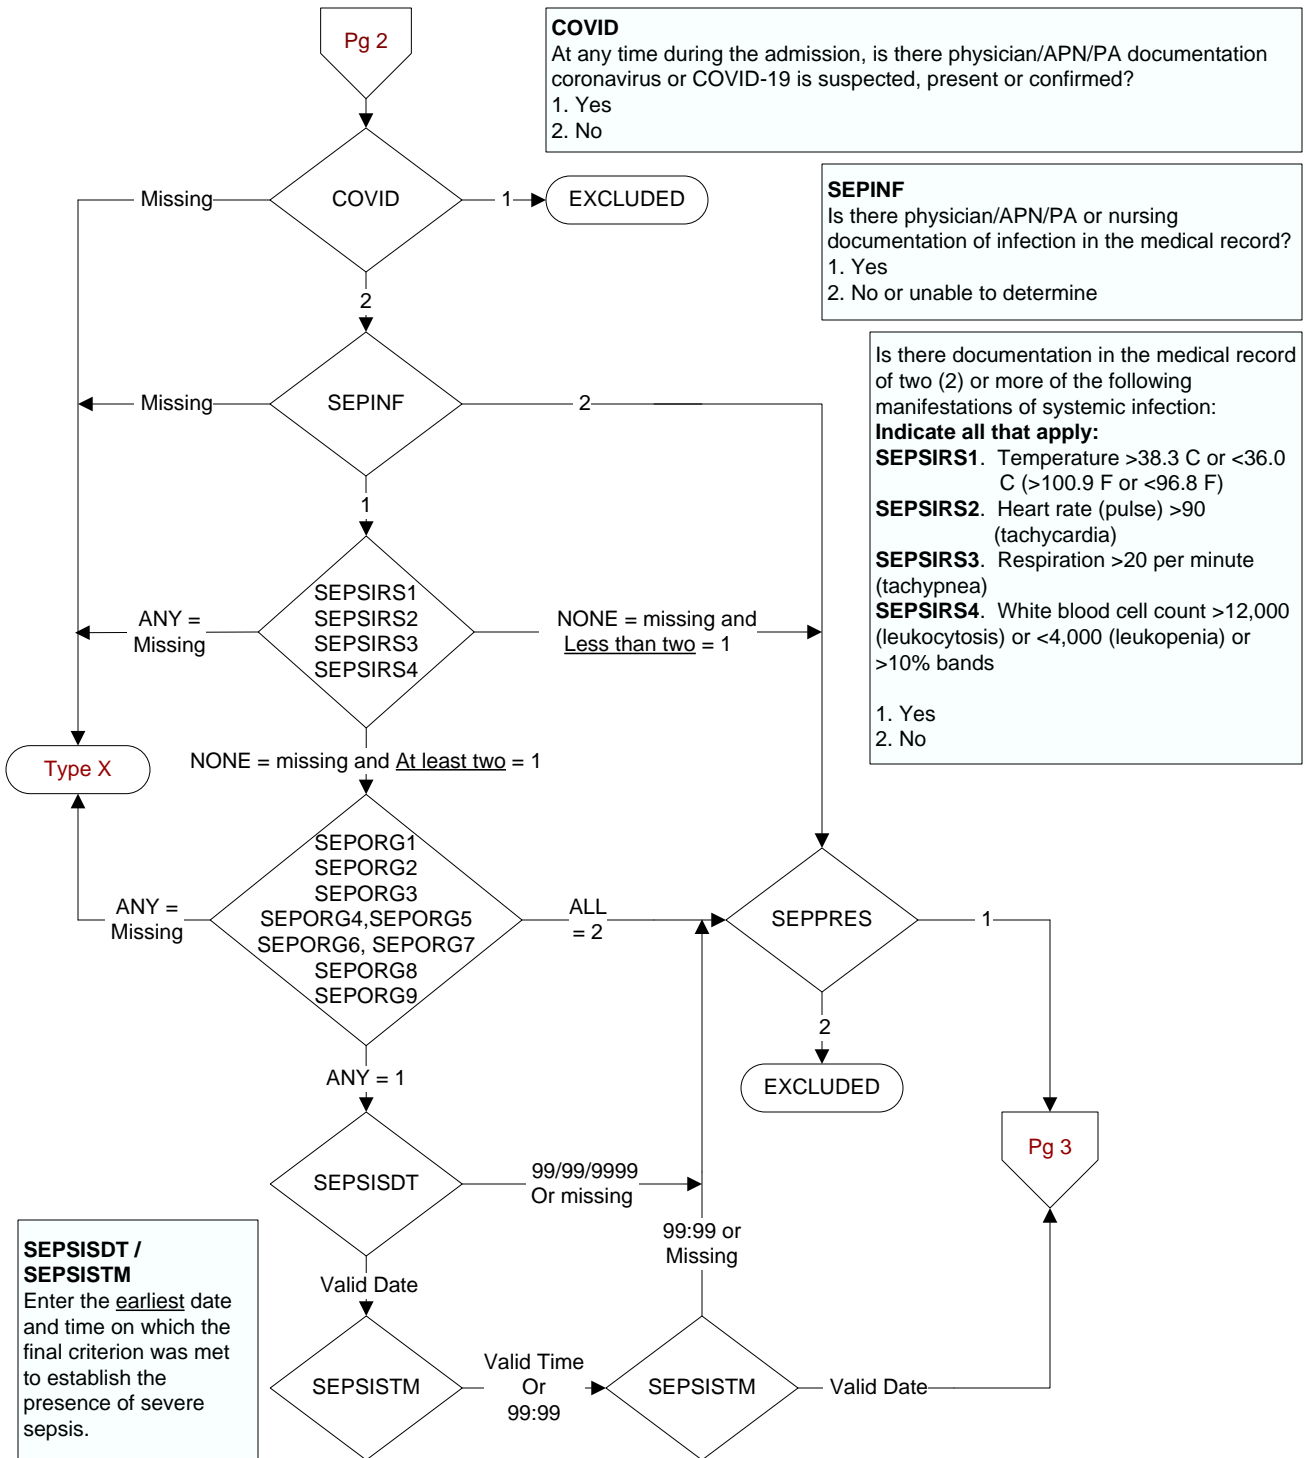 Pg 2
COVID
At any time during the admission, is there physician/APN/PA documentation
coronavirus or COVID-19 is suspected, present or confirmed?
1. Yes
2. No
Missing
COVID
1
EXCLUDED
SEPINF
Is there physician/APN/PA or nursing
documentation of infection in the medical record?
1. Yes
2. No or unable to determine
2
Missing
SEPINF
2
Is there documentation in the medical record
of two (2) or more of the following
manifestations of systemic infection:
Indicate all that apply:
SEPSIRS1. Temperature >38.3 C or <36.0
C (>100.9 F or <96.8 F)
SEPSIRS2. Heart rate (pulse) >90
(tachycardia)
SEPSIRS3. Respiration >20 per minute
(tachypnea)
SEPSIRS4. White blood cell count >12,000
(leukocytosis) or <4,000 (leukopenia) or
>10% bands
1. Yes
2. No
1
ANY =
Missing
SEPSIRS1
SEPSIRS2
SEPSIRS3
SEPSIRS4
NONE = missing and
Less than two = 1
Type X
NONE = missing and At least two = 1
ANY =
Missing
SEPORG1
SEPORG2
SEPORG3
SEPORG4,SEPORG5
SEPORG6, SEPORG7
SEPORG8
SEPORG9
ALL
= 2
SEPPRES
1
2
EXCLUDED
ANY = 1
SEPSISDT
99/99/9999
Or missing
Pg 3
99:99 or
Missing
SEPSISDT /
SEPSISTM
Enter the earliest date
and time on which the
final criterion was met
to establish the
presence of severe
sepsis.
Valid Date
SEPSISTM
Valid Time
Or
99:99
SEPSISTM
Valid Date